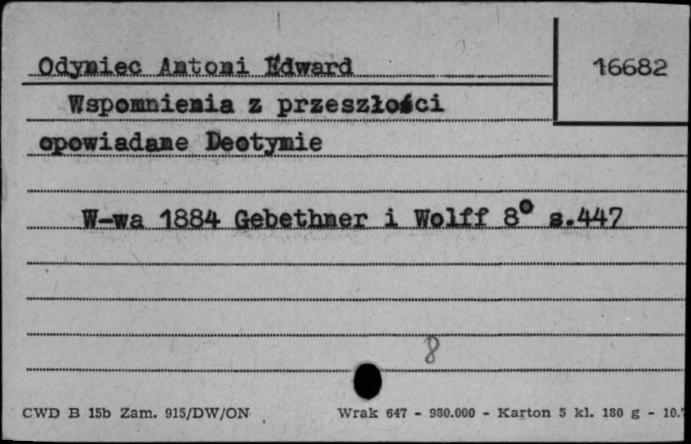 Odyniec Antoni Edward
16682
Wspomnienia z przeszłości
opowiadane Deotymie
W-wa 1884 Gebethner i Wolff 8° s.447
8
CWD B 15b Zam. 915/DW/ON
Wrak 647 - 930.000 - Karton 5 kl. 180 g - 10.